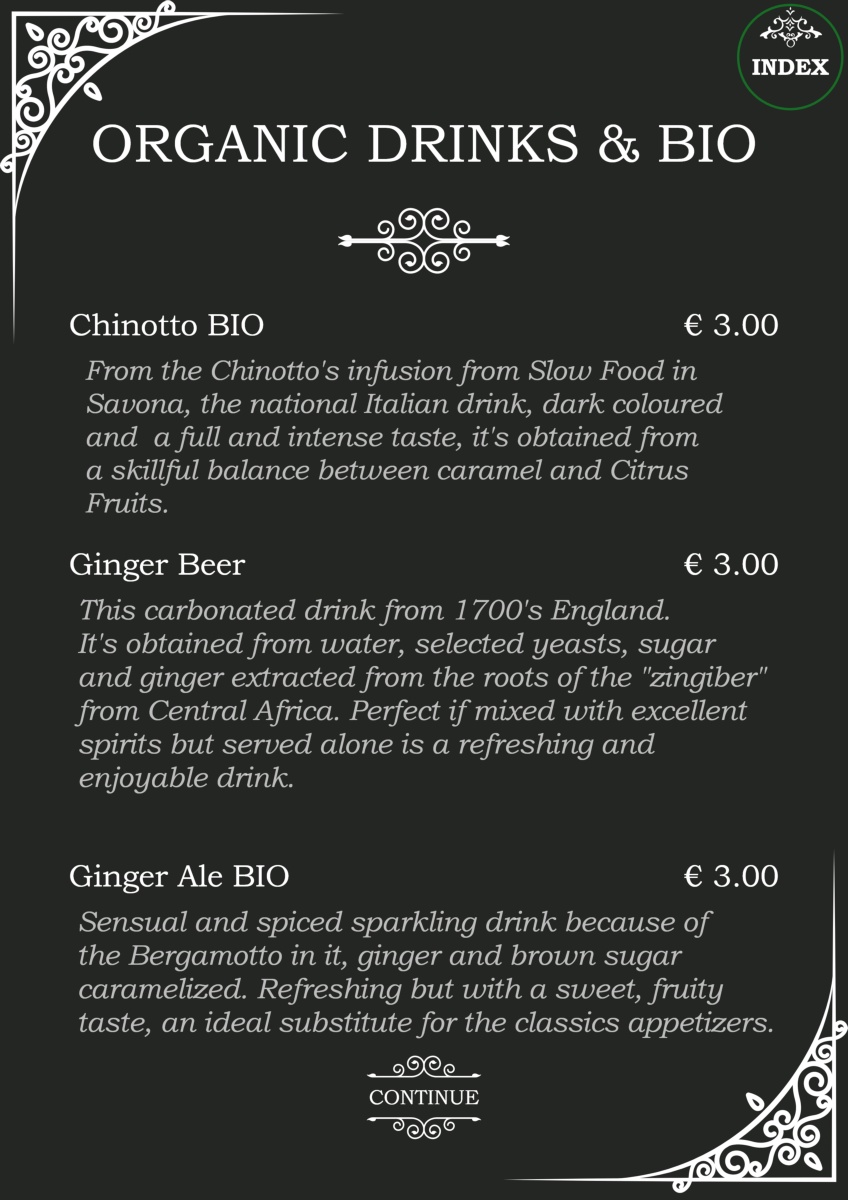 INDEX
ORGANIC DRINKS & BIO
Chinotto BIO € 3.00
From the Chinotto's infusion from Slow Food in
Savona, the national Italian drink, dark coloured
and  a full and intense taste, it's obtained from
a skillful balance between caramel and Citrus
Fruits.
Ginger Beer € 3.00
This carbonated drink from 1700's England.
It's obtained from water, selected yeasts, sugar
and ginger extracted from the roots of the "zingiber"
from Central Africa. Perfect if mixed with excellent
spirits but served alone is a refreshing and
enjoyable drink.
Ginger Ale BIO € 3.00
Sensual and spiced sparkling drink because of
the Bergamotto in it, ginger and brown sugar
caramelized. Refreshing but with a sweet, fruity
taste, an ideal substitute for the classics appetizers.
CONTINUE